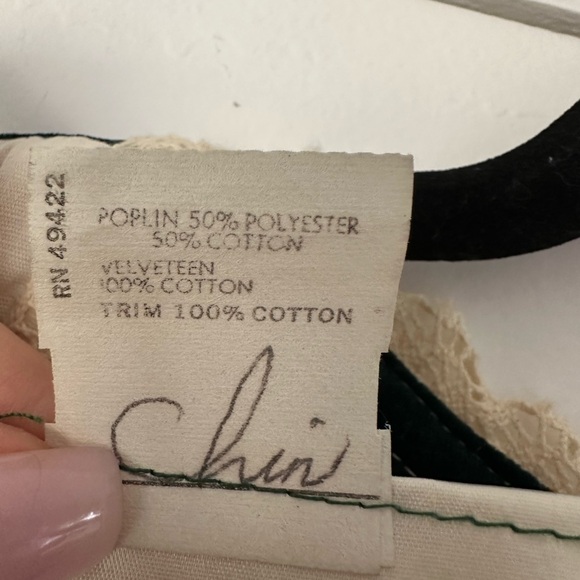 RN 49422
POPLIN 50% POLYESTER
50% COTTON
VELVETEEN
100% COTTON
TRIM 100% COTTON